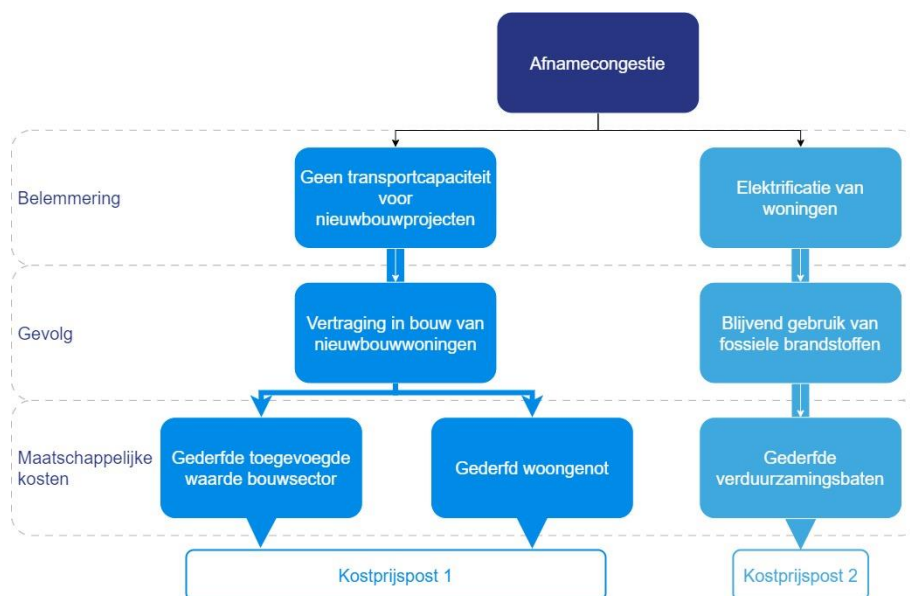 Afnamecongestie
Belemmering
Geen transportcapaciteit
voor
nieuwbouwprojecten
Elektrificatie van
woningen
Gevolg
Vertraging in bouw van
nieuwbouwwoningen
Blijvend gebruik van
fossiele brandstoffen
Maatschappelijke
kosten
Gederfde toegevoegde
waarde bouwsector
Gederfd woongenot
Gederfde
verduurzamingsbaten
Kostprijspost 1
Kostprijspost 2